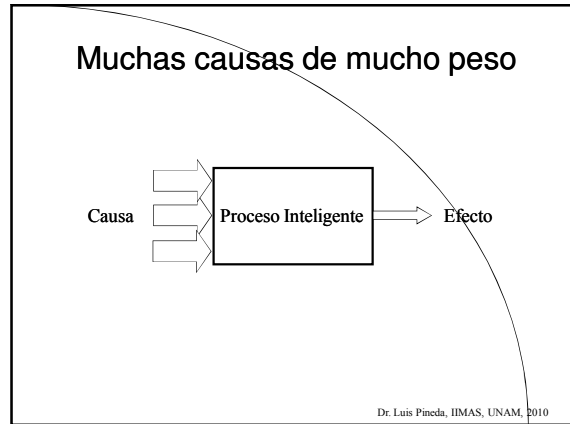 Muchas causas de mucho peso
Causa Proceso Inteligente Efecto
Dr. Luis Pineda, IIMAS, UNAM, 2010